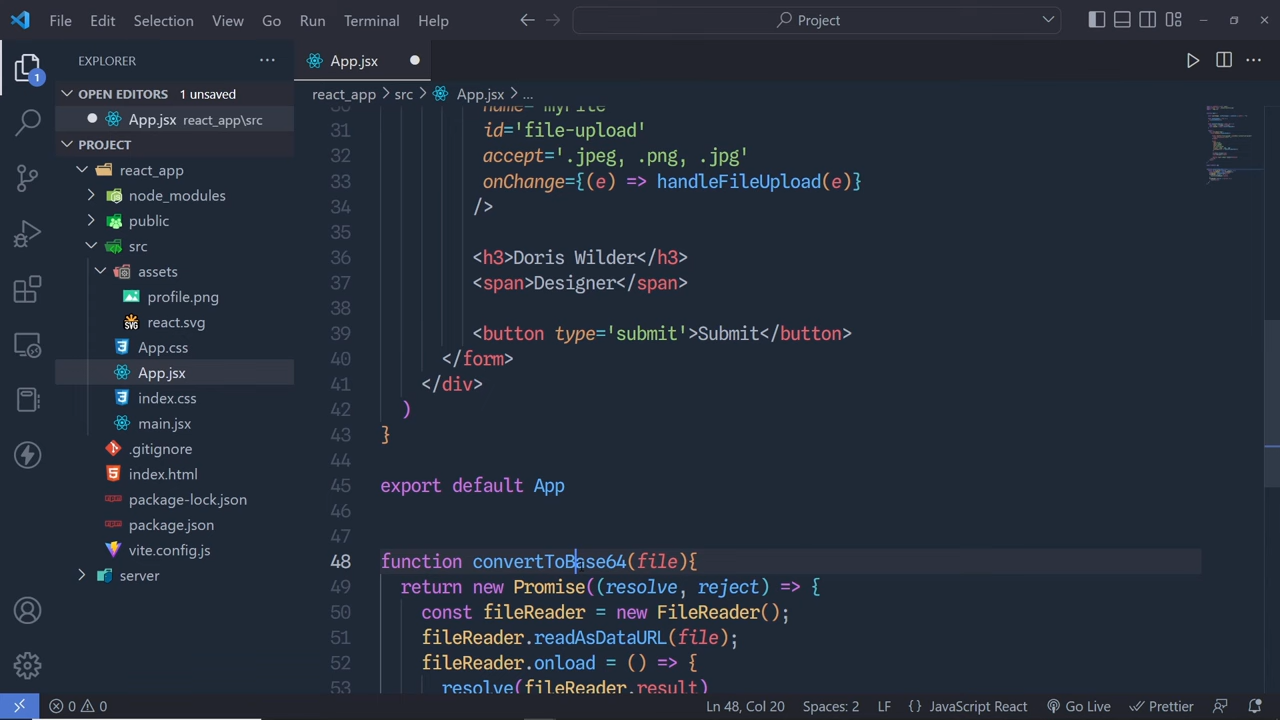 File Edit Selection View Go Run Terminal Help Project
EXPLORER
App.jsx
OPEN EDITORS 1 unsaved
App.jsx react_app\src
PROJECT
react_app
node_modules
public
src
assets
profile.png
react.svg
App.css
App.jsx
index.css
main.jsx
.gitignore
index.html
package-lock.json
package.json
vite.config.js
server
1
SVG
react_app > src > App.jsx > ...
30 name='myFile'
31 id='file-upload'
32 accept='.jpeg, .png, .jpg'
33 onChange={(e) => handleFileUpload(e)}
34 />
35
36 <h3>Doris Wilder</h3>
37 <span>Designer</span>
38
39 <button type='submit'>Submit</button>
40 </form>
41 </div>
42 )
43 }
44
45 export default App
46
47
48 function convertToBase64(file){
49 return new Promise((resolve, reject) => {
50 const fileReader = new FileReader();
51 fileReader.readAsDataURL(file);
52 fileReader.onload = () => {
53 resolve(fileReader.result)
0 0 Ln 48, Col 20 Spaces: 2 LF {} JavaScript React Go Live Prettier